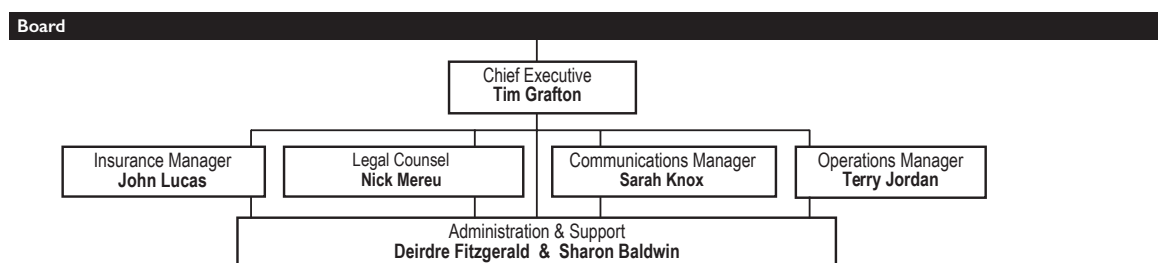 Board
Chief Executive
Tim Grafton
Insurance Manager
John Lucas
Legal Counsel
Nick Mereu
Communications Manager
Sarah Knox
Operations Manager
Terry Jordan
Administration & Support
Deirdre Fitzgerald & Sharon Baldwin